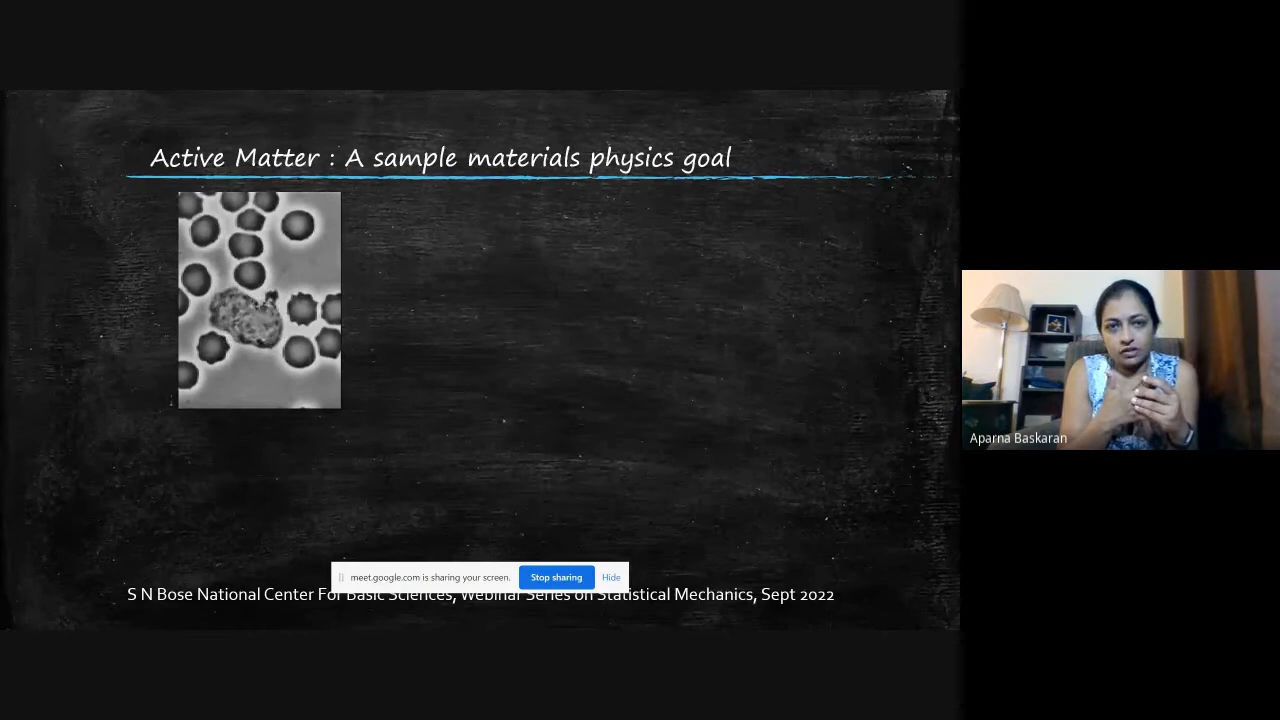 Active Matter : A sample materials physics goal
meet.google.com is sharing your screen. Stop sharing Hide
S N Bose National Center For Basic Sciences, Webinar Series on Statistical Mechanics, Sept 2022
Aparna Baskaran